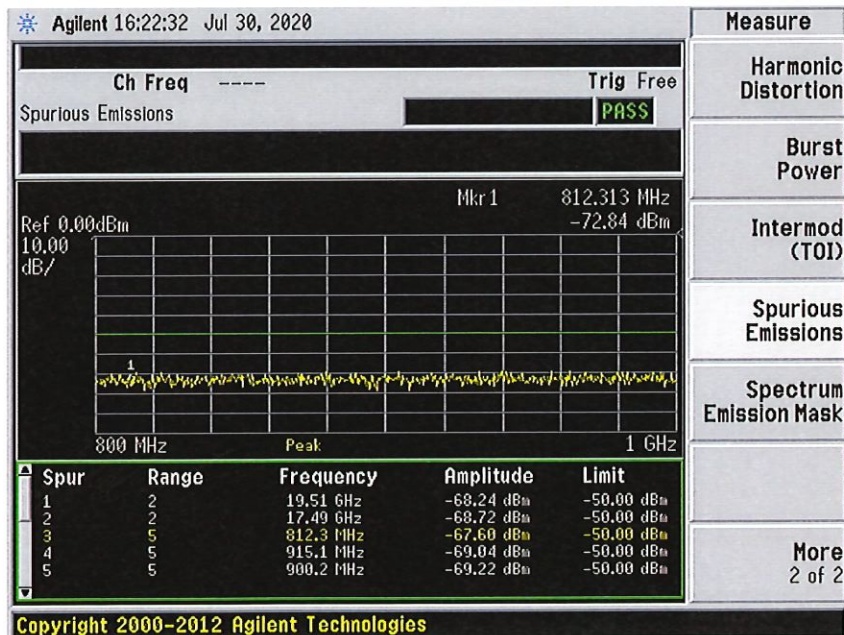 Agilent 16:22:32 Jul 30, 2020
Measure
Ch Freq ----
Trig Free
Spurious Emissions
PASS
Mkr1 812.313 MHz
-72.84 dBm
Ref 0.00dBm
10.00
dB/
1
800 MHz Peak 1 GHz
Spur Range Frequency Amplitude Limit
1 2 19.51 GHz -68.24 dBm -50.00 dBm
2 2 17.49 GHz -68.72 dBm -50.00 dBm
3 5 812.3 MHz -67.60 dBm -50.00 dBm
4 5 915.1 MHz -69.04 dBm -50.00 dBm
5 5 900.2 MHz -69.22 dBm -50.00 dBm
Harmonic
Distortion
Burst
Power
Intermod
(TOI)
Spurious
Emissions
Spectrum
Emission Mask
More
2 of 2
Copyright 2000-2012 Agilent Technologies